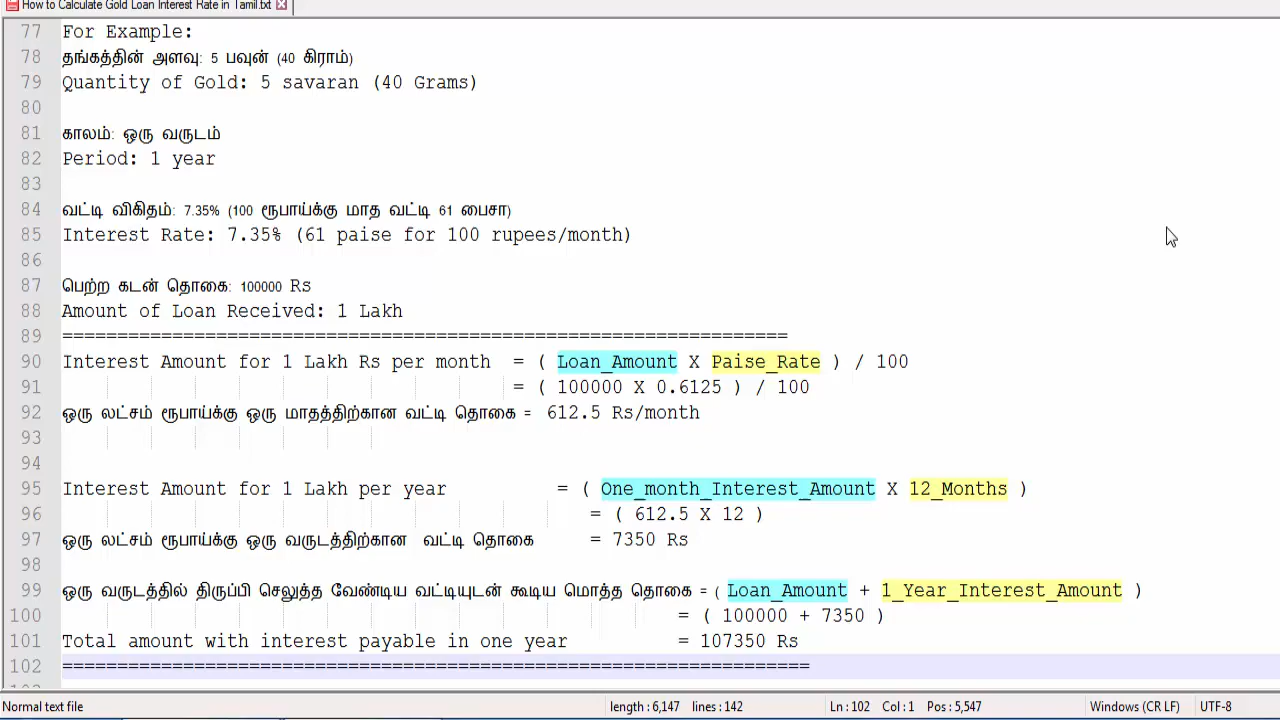 How to Calculate Gold Loan Interest Rate in Tamil.txt
77 For Example:
78 தங்கத்தின் அளவு: 5 பவுன் (40 கிராம்)
79 Quantity of Gold: 5 savaran (40 Grams)
80
81 காலம்: ஒரு வருடம்
82 Period: 1 year
83
84 வட்டி விகிதம்: 7.35% (100 ரூபாய்க்கு மாத வட்டி 61 பைசா)
85 Interest Rate: 7.35% (61 paise for 100 rupees/month)
86
87 பெற்ற கடன் தொகை: 100000 Rs
88 Amount of Loan Received: 1 Lakh
89 ==================================================================
90 Interest Amount for 1 Lakh Rs per month = ( Loan_Amount X Paise_Rate ) / 100
91 = ( 100000 X 0.6125 ) / 100
92 ஒரு லட்சம் ரூபாய்க்கு ஒரு மாதத்திற்கான வட்டி தொகை = 612.5 Rs/month
93
94
95 Interest Amount for 1 Lakh per year = ( One_month_Interest_Amount X 12_Months )
96 = ( 612.5 X 12 )
97 ஒரு லட்சம் ரூபாய்க்கு ஒரு வருடத்திற்கான வட்டி தொகை = 7350 Rs
98
99 ஒரு வருடத்தில் திருப்பி செலுத்த வேண்டிய வட்டியுடன் கூடிய மொத்த தொகை = ( Loan_Amount + 1_Year_Interest_Amount )
100 = ( 100000 + 7350 )
101 Total amount with interest payable in one year = 107350 Rs
102 ====================================================================
Normal text file length : 6,147 lines : 142 Ln : 102 Col : 1 Pos : 5,547 Windows (CR LF) UTF-8